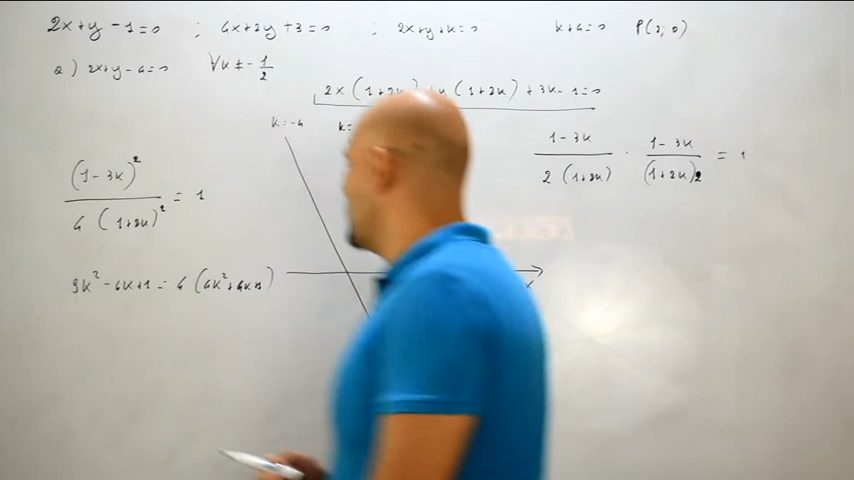 2x+y-1=0 ; 4x+2y+3=0 ; 2x+y+k=0 k+4=0 P(2;0)
a) 2x+y-4=0 ∀k≠-1/2
2x(1+2k) (1+2k)+3k-1=0
k=-4 k=
(1-3k)/(2(1+2k)) · (1-3k)/((1+2k)2) = 1
(1-3k)²/(4(1+2k)²) = 1
9k²-6k+1=4(4k²+4k+1)
x